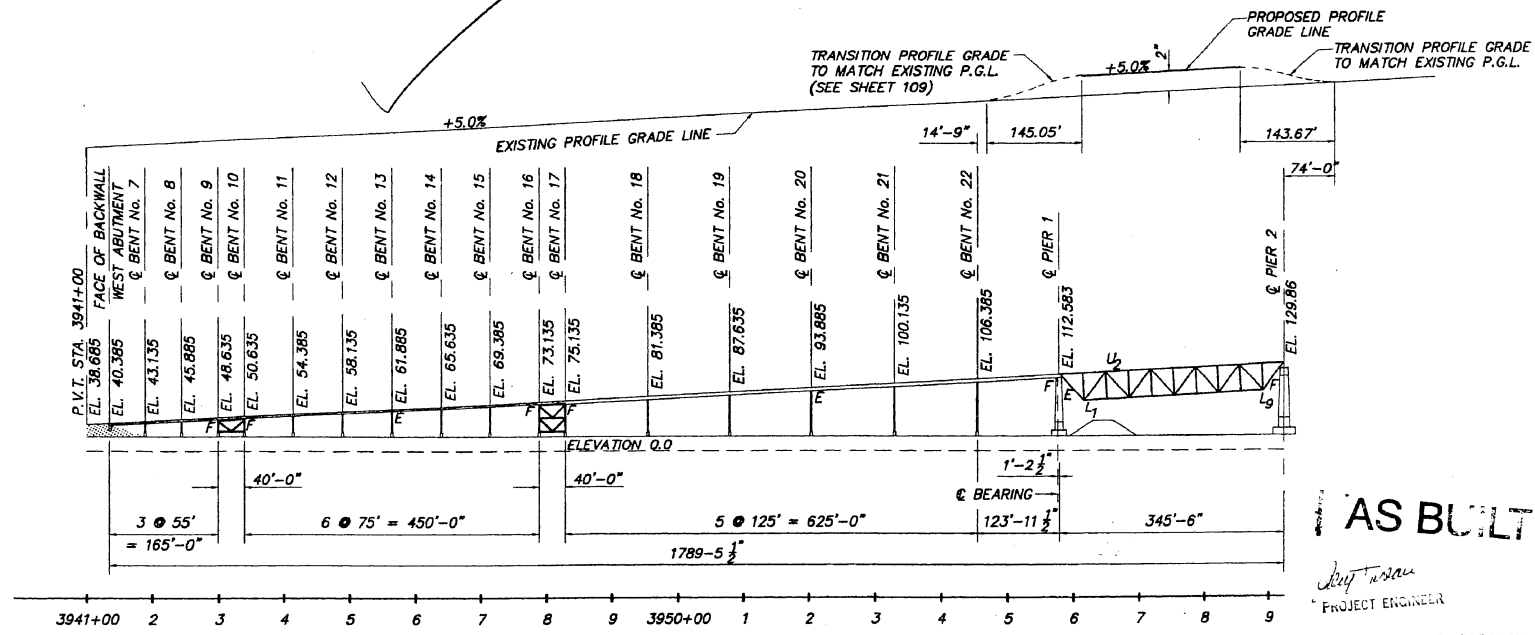 PROPOSED PROFILE
GRADE LINE
TRANSITION PROFILE GRADE
TO MATCH EXISTING P.G.L.
(SEE SHEET 109)
+5.0%
2"
TRANSITION PROFILE GRADE
TO MATCH EXISTING P.G.L.
+5.0%
EXISTING PROFILE GRADE LINE
14'-9"
145.05'
143.67'
74'-0"
P.V.T. STA. 3941+00
EL. 38.685
FACE OF BACKWALL
WEST ABUTMENT
EL. 40.385
℄ BENT No. 7
EL. 43.135
℄ BENT No. 8
EL. 45.885
℄ BENT No. 9
EL. 48.635
℄ BENT No. 10
EL. 50.635
℄ BENT No. 11
EL. 54.385
℄ BENT No. 12
EL. 58.135
℄ BENT No. 13
EL. 61.885
℄ BENT No. 14
EL. 65.635
℄ BENT No. 15
EL. 69.385
℄ BENT No. 16
EL. 73.135
℄ BENT No. 17
EL. 75.135
℄ BENT No. 18
EL. 81.385
℄ BENT No. 19
EL. 87.635
℄ BENT No. 20
EL. 93.885
℄ BENT No. 21
EL. 100.135
℄ BENT No. 22
EL. 106.385
℄ PIER 1
EL. 112.583
℄ PIER 2
EL. 129.86
F F E F F E F E U2 L1 L9 F
ELEVATION 0.0
40'-0"
40'-0"
1'-2 1/2"
℄ BEARING
3 @ 55'
= 165'-0"
6 @ 75' = 450'-0"
5 @ 125' = 625'-0"
123'-11 1/2"
345'-6"
1789-5 1/2"
AS BUILT
PROJECT ENGINEER
3941+00 2 3 4 5 6 7 8 9 3950+00 1 2 3 4 5 6 7 8 9